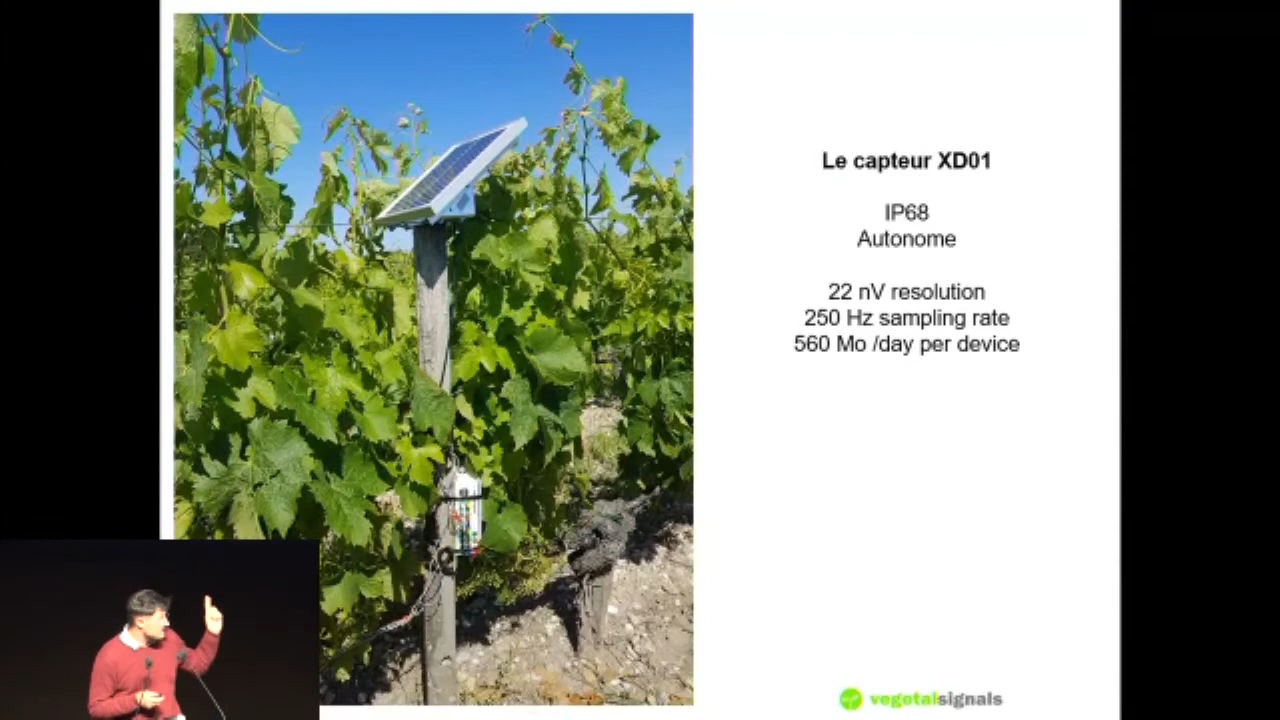 Le capteur XD01
IP68
Autonome
22 nV resolution
250 Hz sampling rate
560 Mo /day per device
vegetalsignals